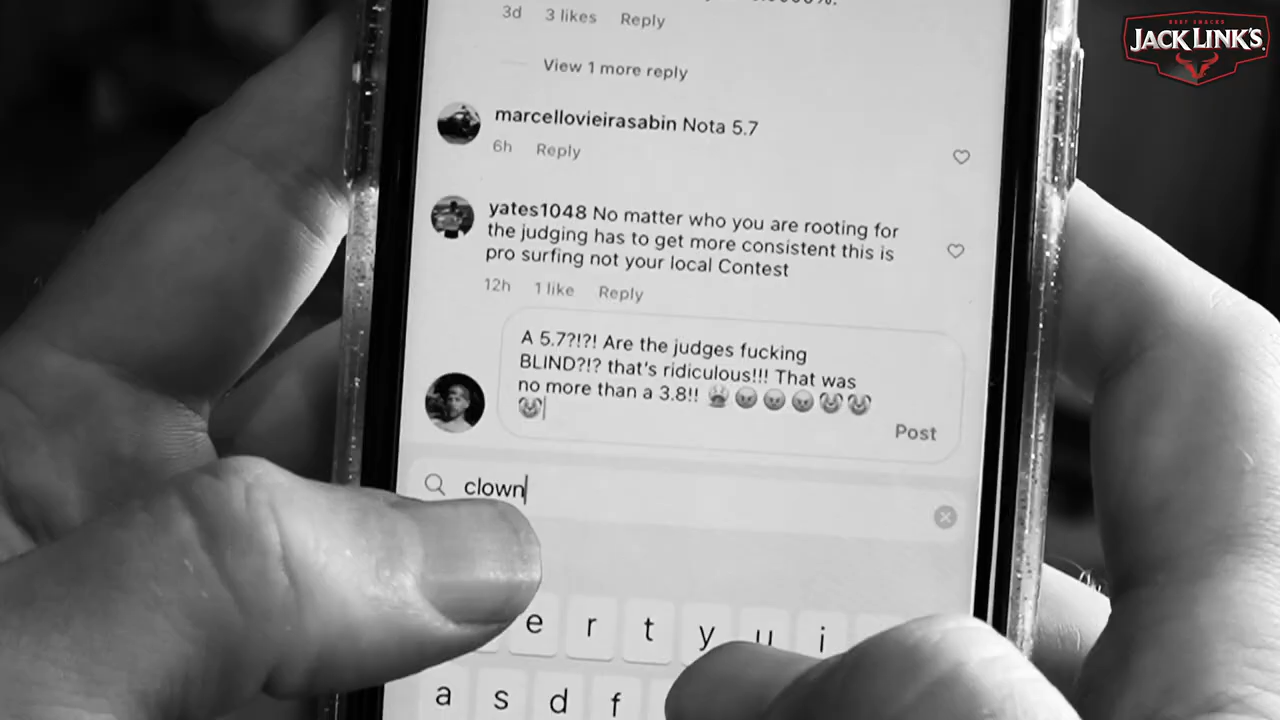 BEEF SNACKS
JACK LINK'S.
3d 3 likes Reply
View 1 more reply
marcellovieirasabin Nota 5.7
6h Reply
yates1048 No matter who you are rooting for
the judging has to get more consistent this is
pro surfing not your local Contest
12h 1 like Reply
A 5.7?!?! Are the judges fucking
BLIND?!? that's ridiculous!!! That was
no more than a 3.8!! 🤮😡😡😡🤡🤡
🤡
Post
clown
e r t y u i
a s d f